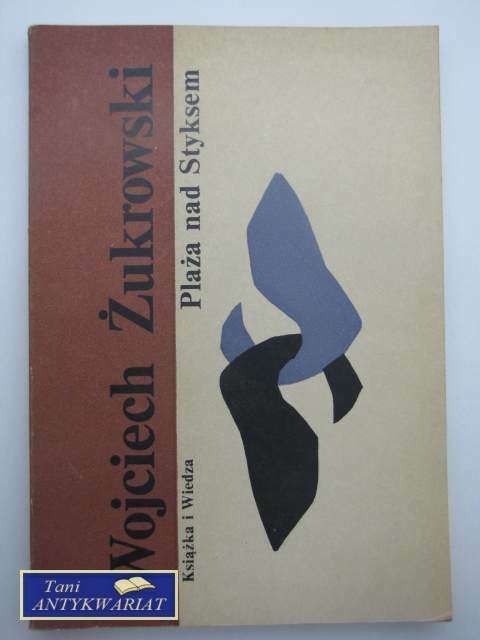 Wojciech Żukrowski
Plaża nad Styksem
Książka i Wiedza
Tani
ANTYKWARIAT